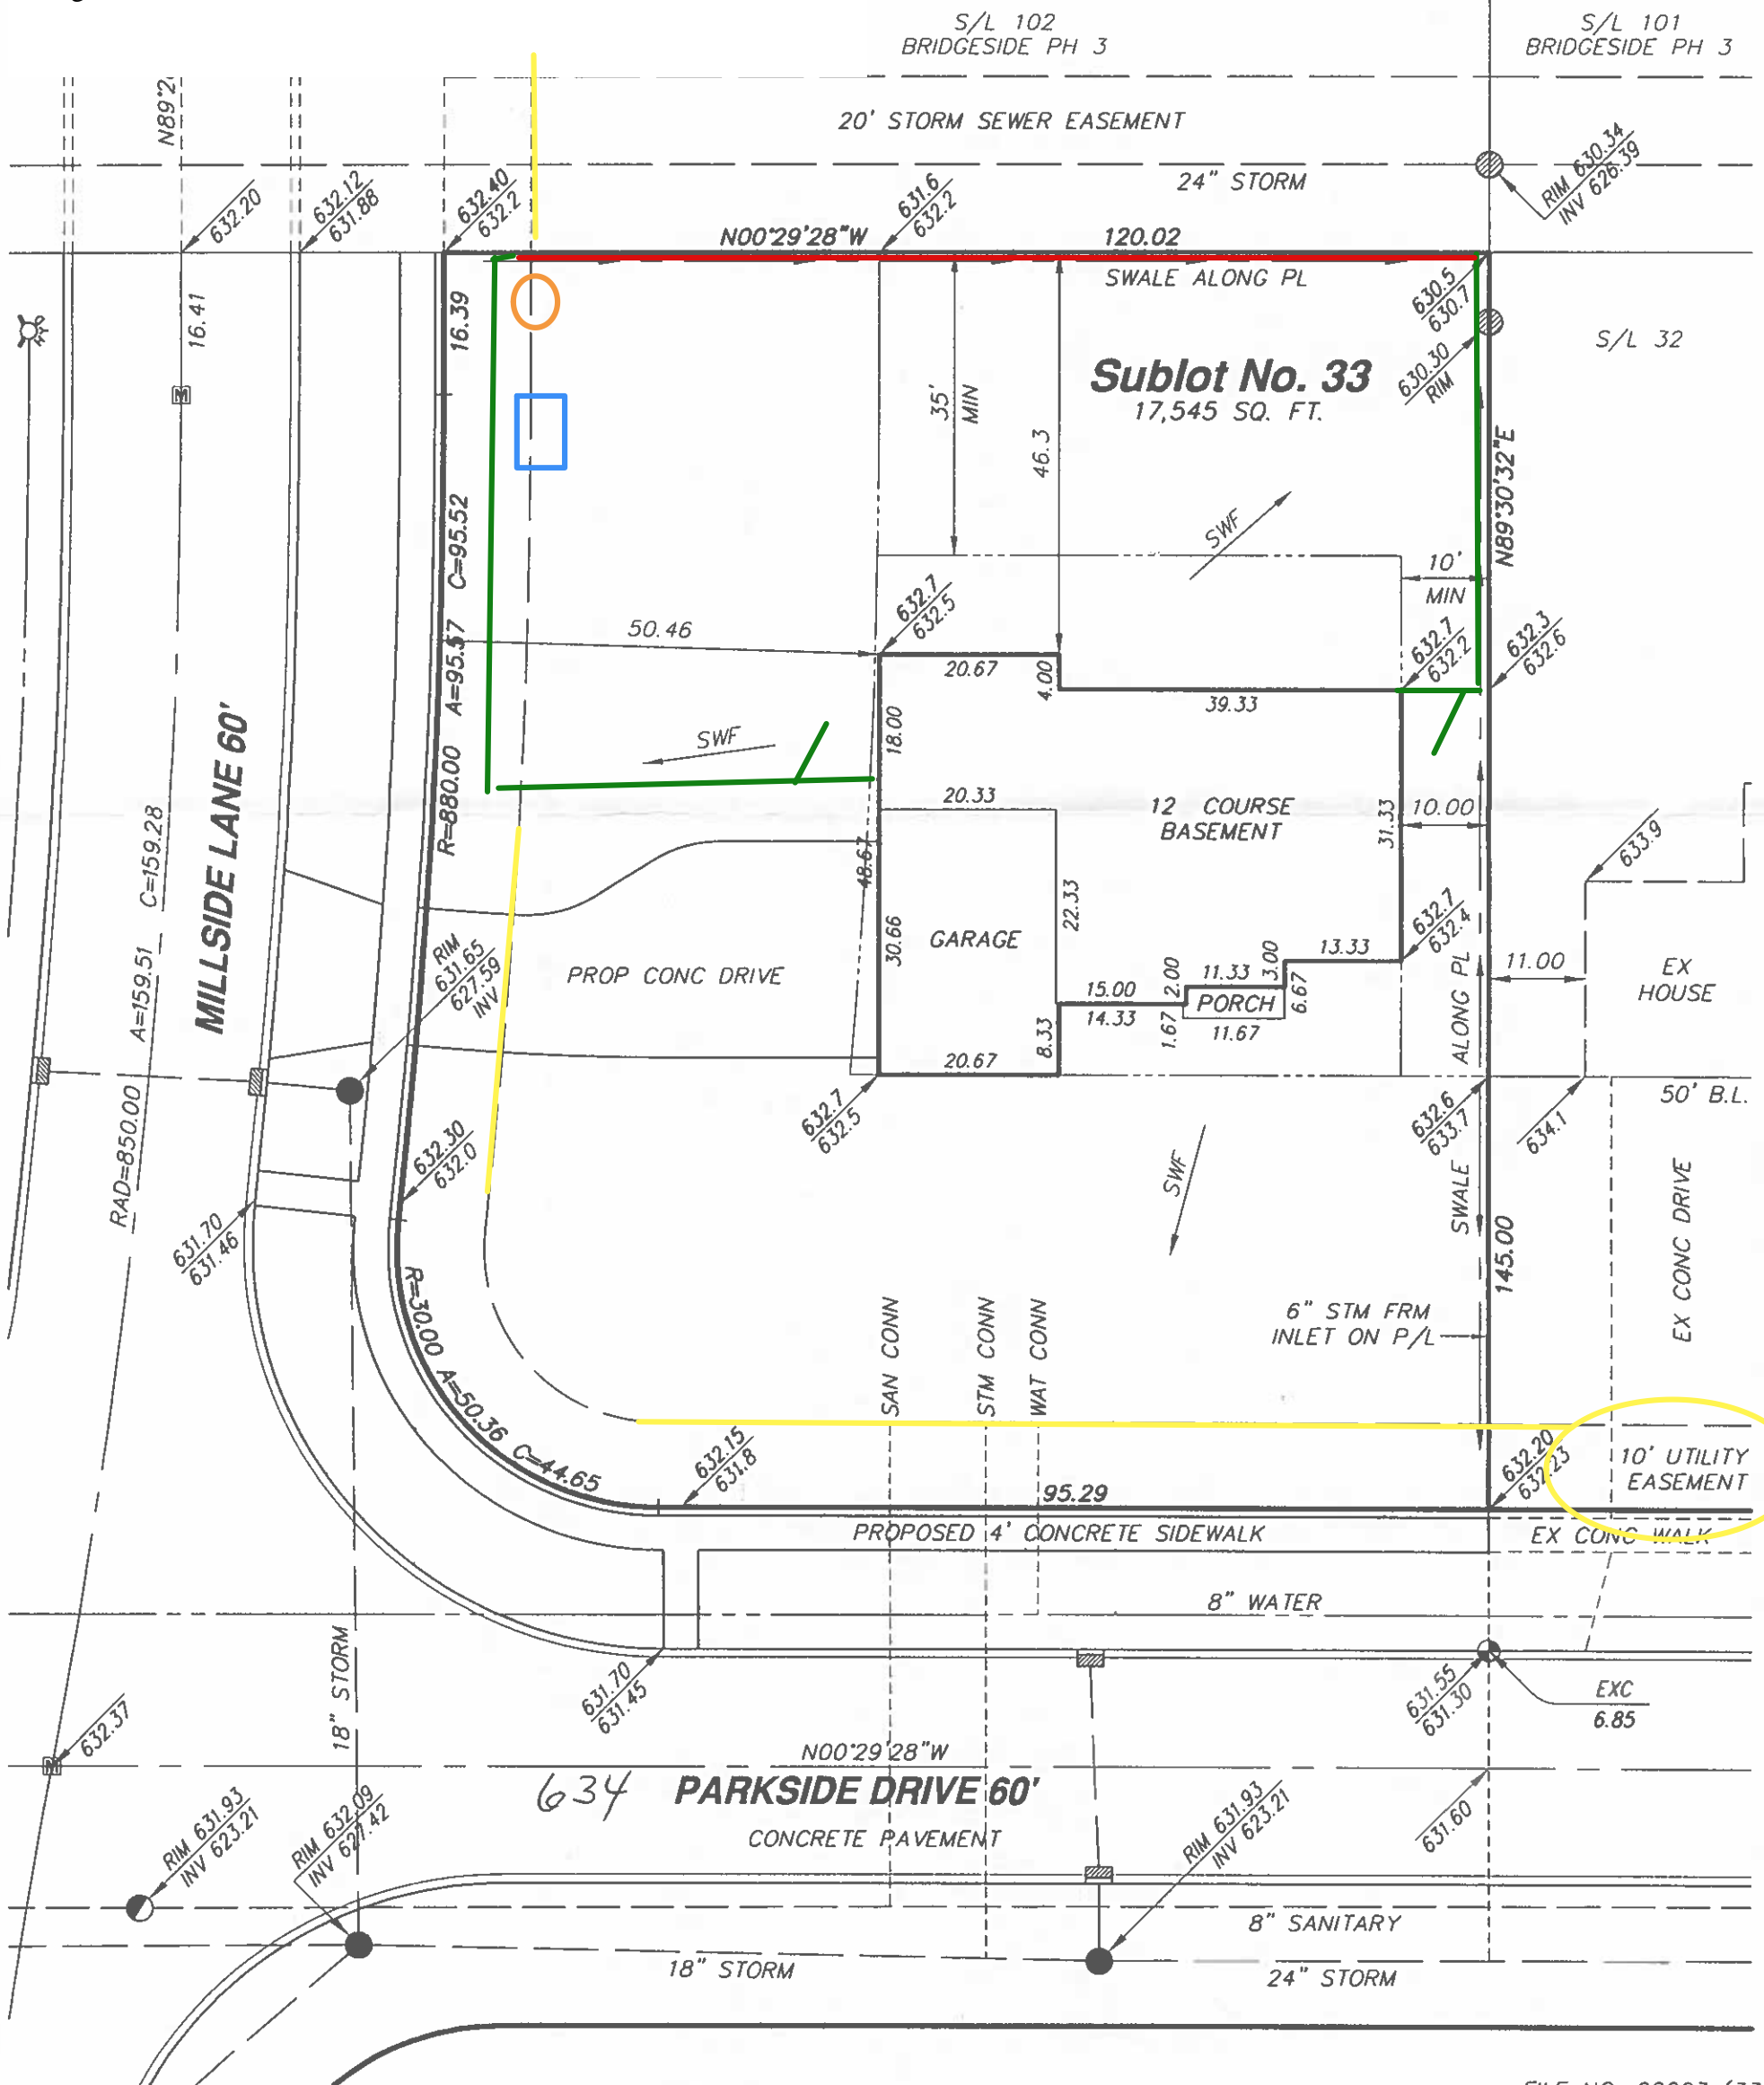 S/L 102
BRIDGESIDE PH 3
S/L 101
BRIDGESIDE PH 3
N89°2
20' STORM SEWER EASEMENT
24" STORM
RIM 630.34
INV 626.39
632.20
632.12
631.88
632.40
632.2
631.6
632.2
N00°29'28"W
120.02
SWALE ALONG PL
630.5
630.7
16.41
16.39
HYD
M
35'
MIN
46.3
Sublot No. 33
17,545 SQ. FT.
630.30
RIM
S/L 32
N89°30'32"E
SWF
10'
MIN
R=880.00 A=95.57 C=95.52
50.46
632.7
632.5
632.7
632.2
632.3
632.6
20.67
4.00
39.33
18.00
SWF
MILLSIDE LANE 60'
RAD=850.00 A=159.51 C=159.28
20.33
12 COURSE
BASEMENT
31.33
10.00
633.9
48.67
22.33
30.66
GARAGE
PROP CONC DRIVE
RIM
631.65
627.59
INV
632.7
632.4
13.33
3.00
11.33
2.00
15.00
14.33
PORCH
6.67
1.67
11.67
8.33
20.67
11.00
EX
HOUSE
SWALE ALONG PL
50' B.L.
632.7
632.5
632.6
633.7
634.1
632.30
632.0
631.70
631.46
SWF
145.00
EX CONC DRIVE
R=30.00 A=50.36 C=44.65
SAN CONN
STM CONN
WAT CONN
6" STM FRM
INLET ON P/L
632.15
631.8
95.29
632.20
632.23
10' UTILITY
EASEMENT
PROPOSED 4' CONCRETE SIDEWALK
EX CONC WALK
8" WATER
18" STORM
631.70
631.45
631.55
631.30
EXC
6.85
632.37
M
N00°29'28"W
634 PARKSIDE DRIVE 60'
CONCRETE PAVEMENT
631.60
RIM 631.93
INV 623.21
RIM 632.09
INV 627.42
RIM 631.93
INV 623.21
8" SANITARY
18" STORM
24" STORM